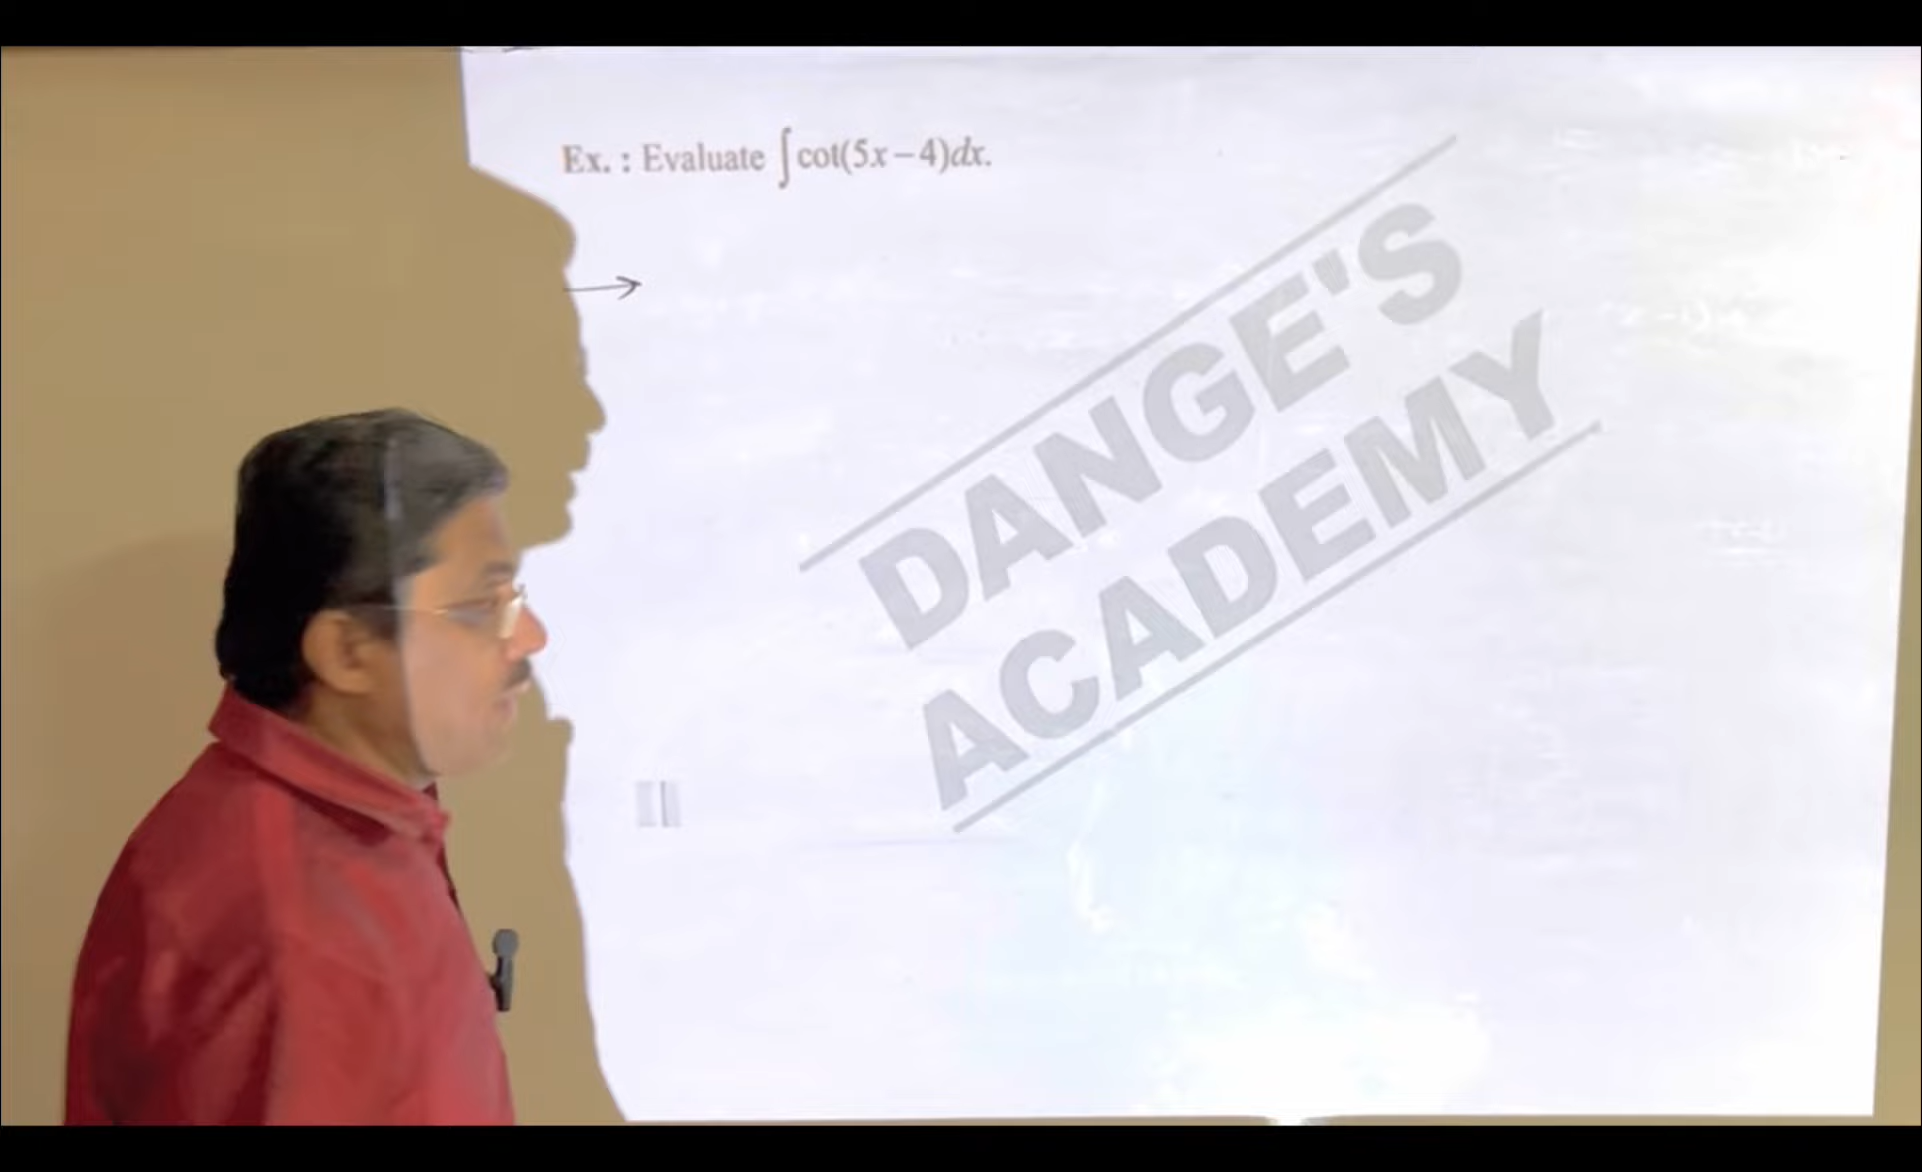 Ex. : Evaluate ∫cot(5x−4)dx.
→
DANGE'S
ACADEMY